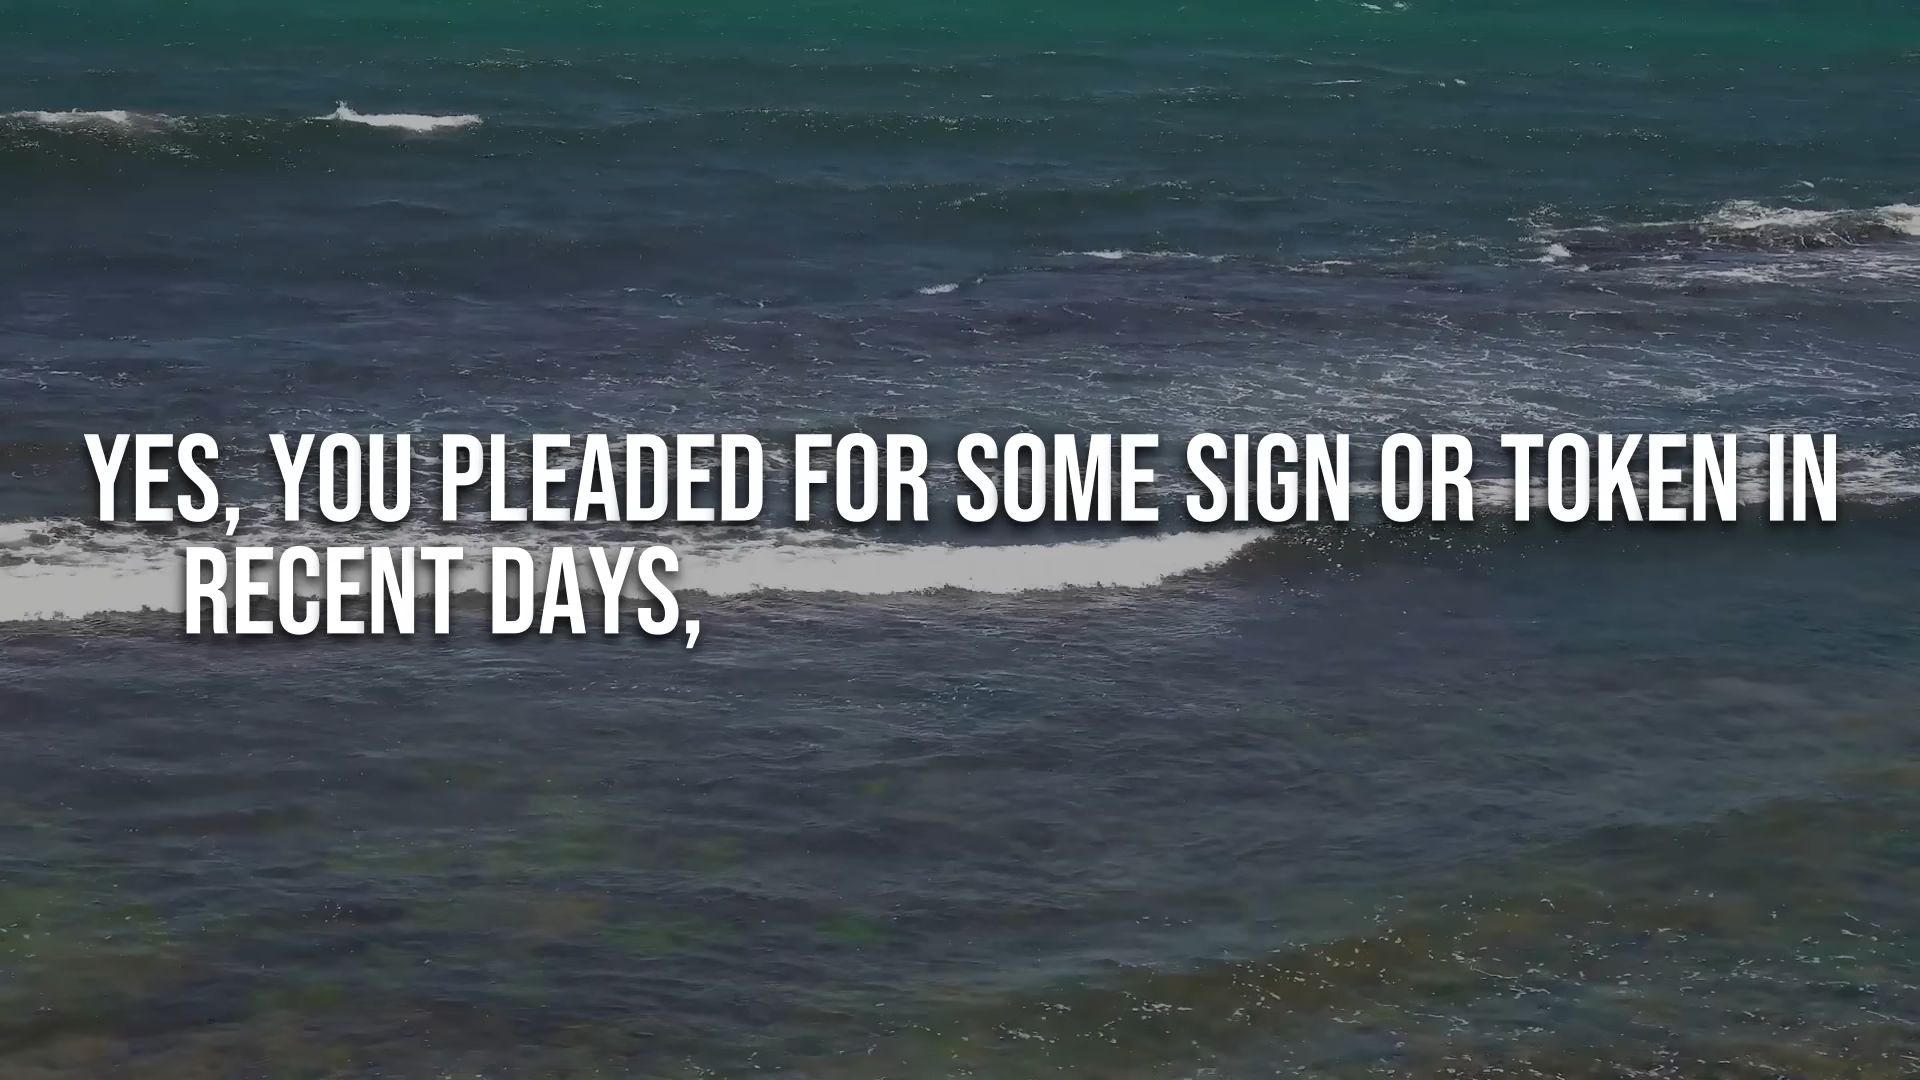 YES, YOU PLEADED FOR SOME SIGN OR TOKEN IN
RECENT DAYS,